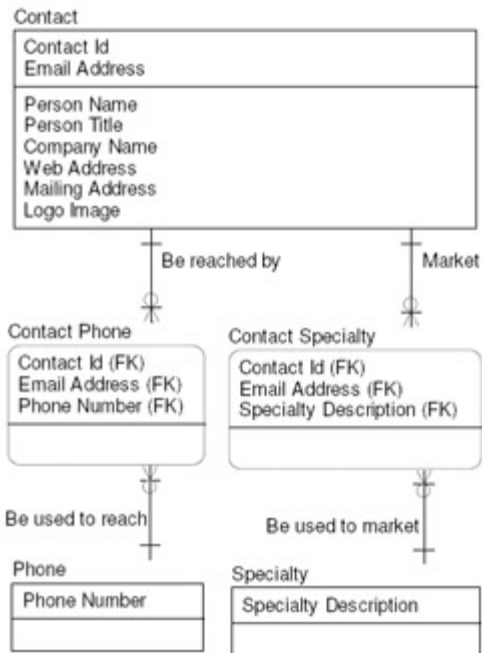 Contact
Contact Id
Email Address
Person Name
Person Title
Company Name
Web Address
Mailing Address
Logo Image
Be reached by
Market
Contact Phone
Contact Id (FK)
Email Address (FK)
Phone Number (FK)
Contact Specialty
Contact Id (FK)
Email Address (FK)
Specialty Description (FK)
Be used to reach
Be used to market
Phone
Phone Number
Specialty
Specialty Description